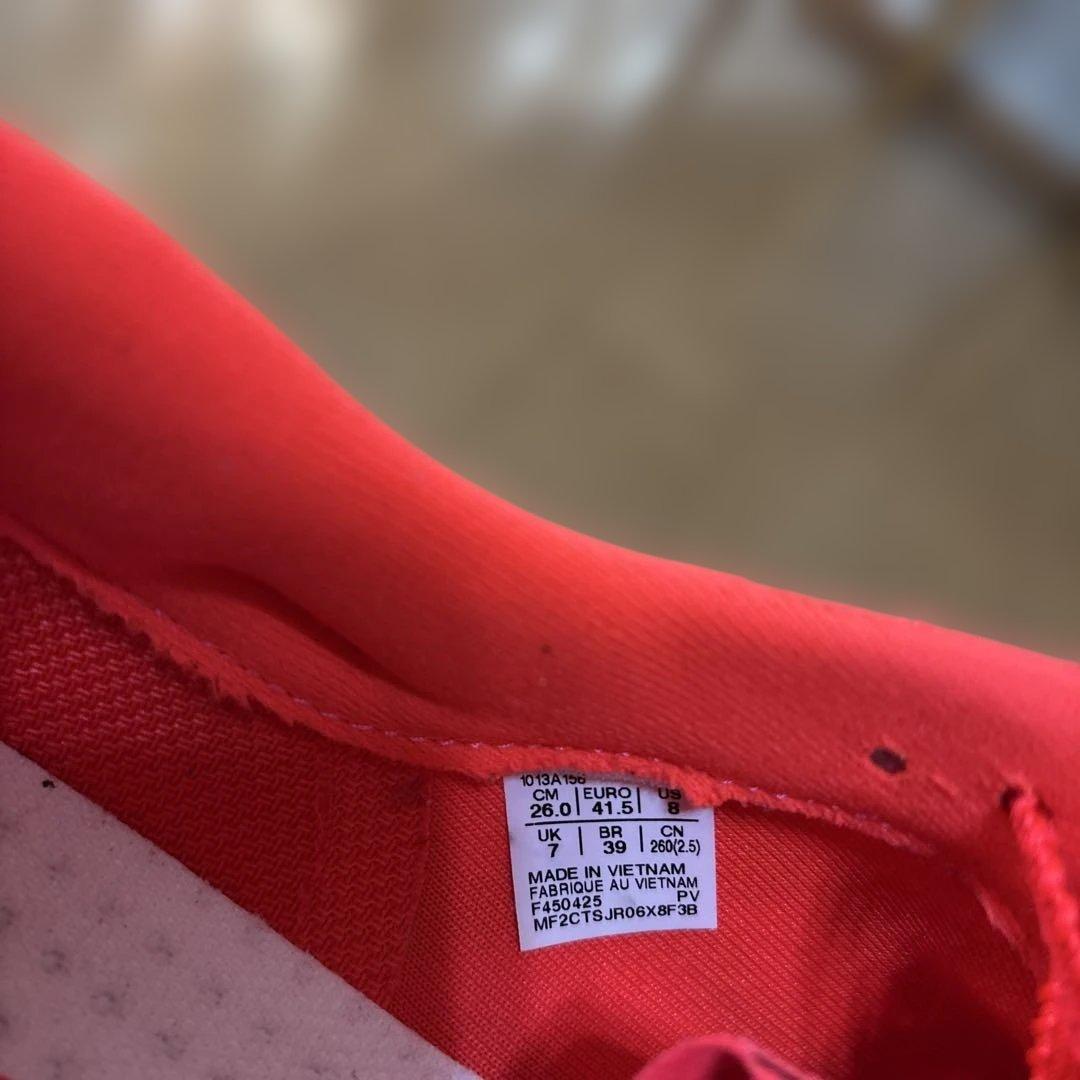 1013A156
CM | EURO | US
26.0 | 41.5 | 8
UK | BR | CN
7 | 39 | 260(2.5)
MADE IN VIETNAM
FABRIQUE AU VIETNAM
F450425 PV
MF2CTSJR06X8F3B